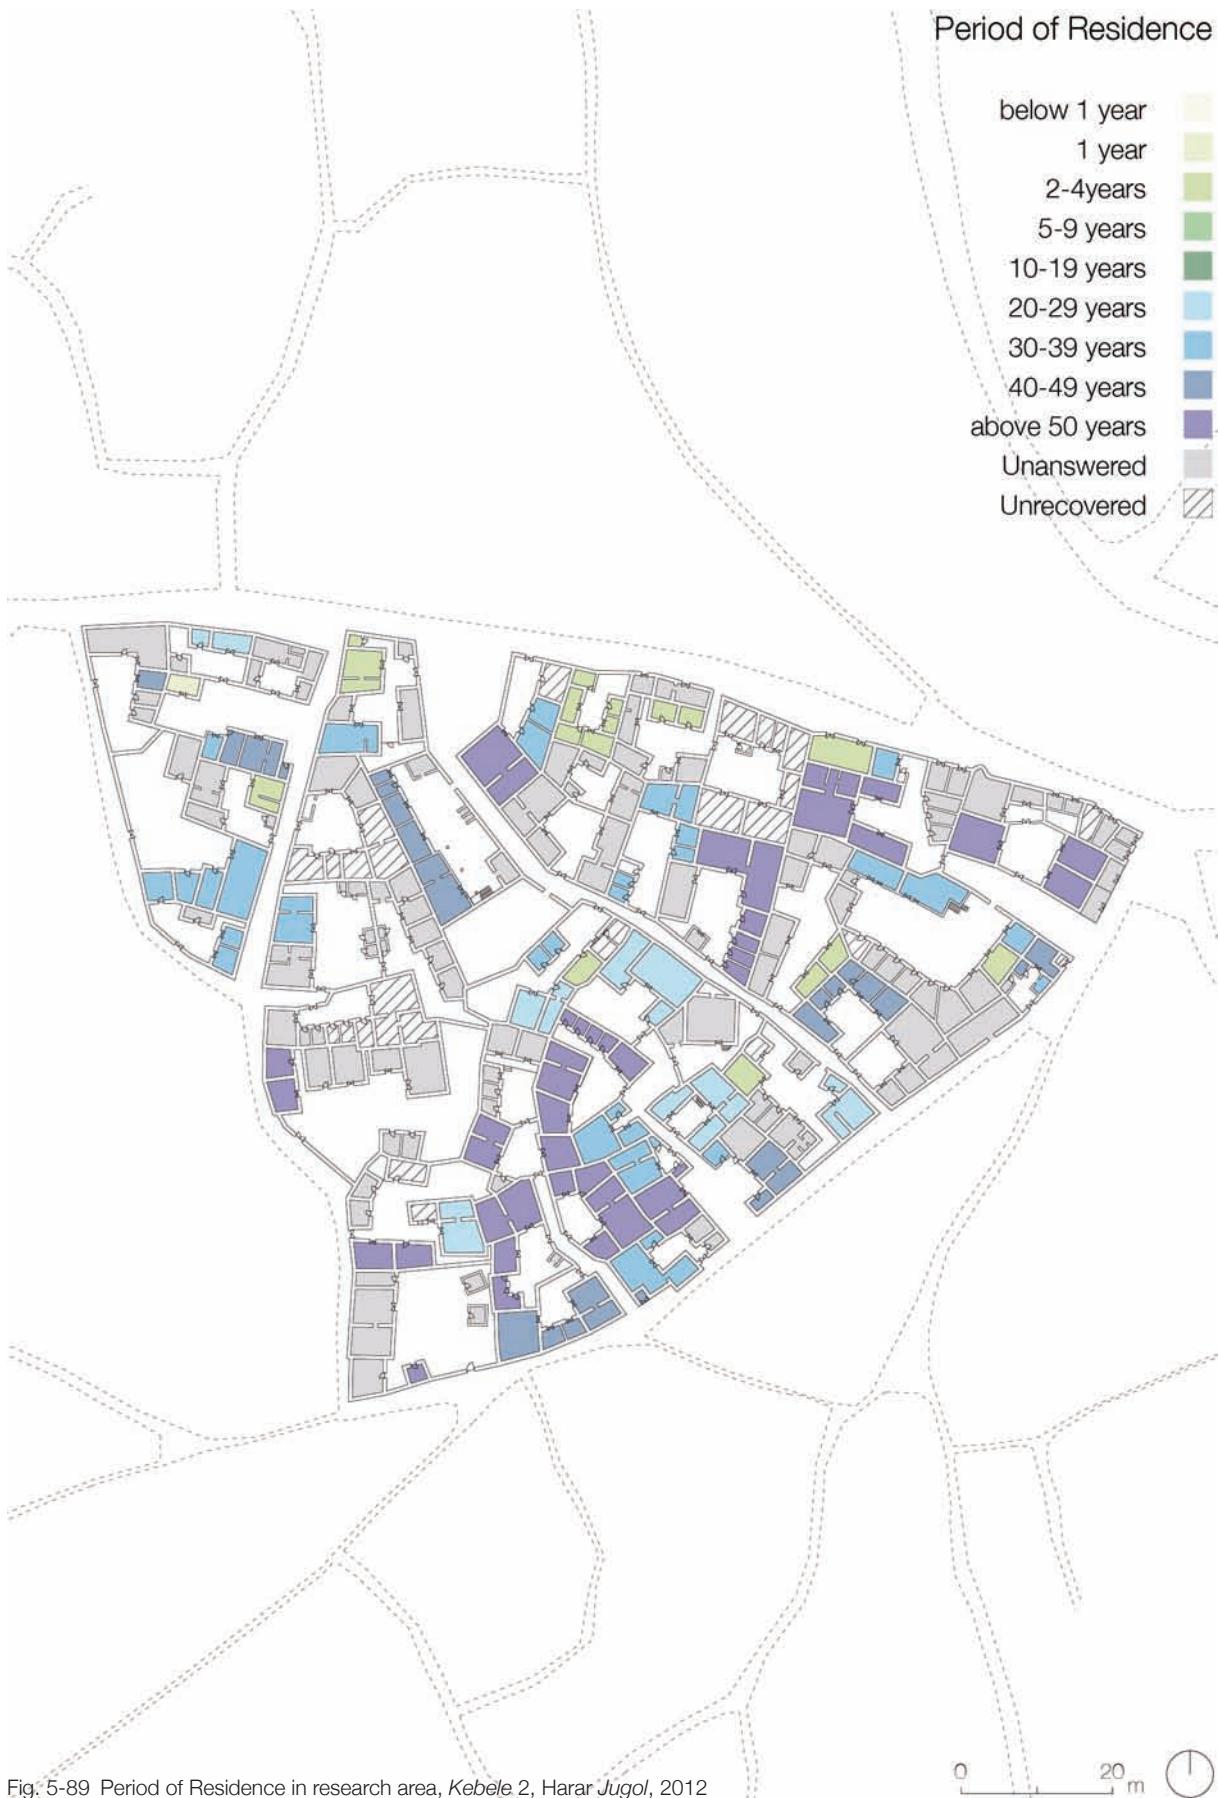 Period of Residence
below 1 year
1 year
2-4years
5-9 years
10-19 years
20-29 years
30-39 years
40-49 years
above 50 years
Unanswered
Unrecovered
0 20 m
Fig. 5-89 Period of Residence in research area, Kebele 2, Harar Jugol, 2012